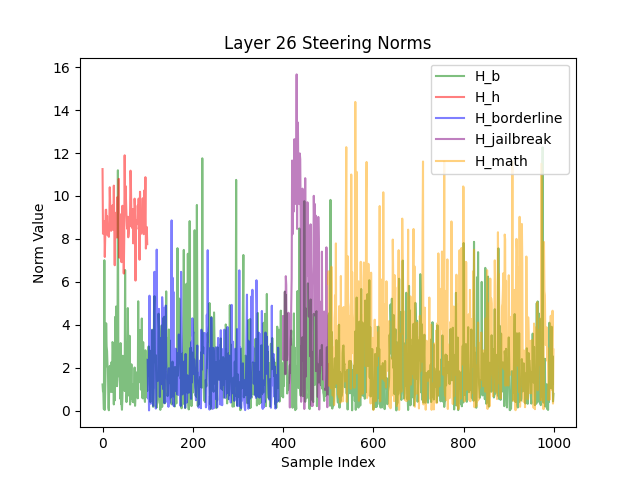 Layer 26 Steering Norms
16
14
12
10
8
6
4
2
0
Norm Value
0
200
400
600
800
1000
Sample Index
H_b
H_h
H_borderline
H_jailbreak
H_math